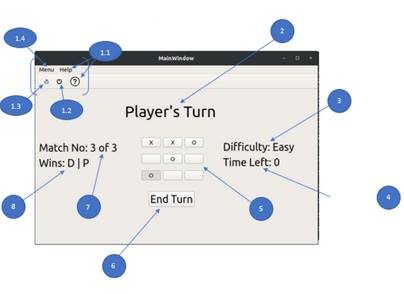 2
1.4
1.1
MainWindow
Menu Help
?
1.3
1.2
3
Player's Turn
X X O
Match No: 3 of 3
Difficulty: Easy
O
Wins: D | P
Time Left: 0
O
End Turn
4
8
7
5
6